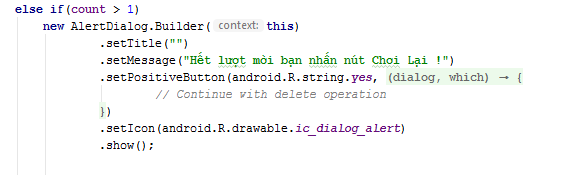 else if(count > 1)
new AlertDialog.Builder( context: this)
.setTitle("")
.setMessage("Hết lượt mời bạn nhấn nút Chơi Lại !")
.setPositiveButton(android.R.string.yes, (dialog, which) → {
// Continue with delete operation
})
.setIcon(android.R.drawable.ic_dialog_alert)
.show();